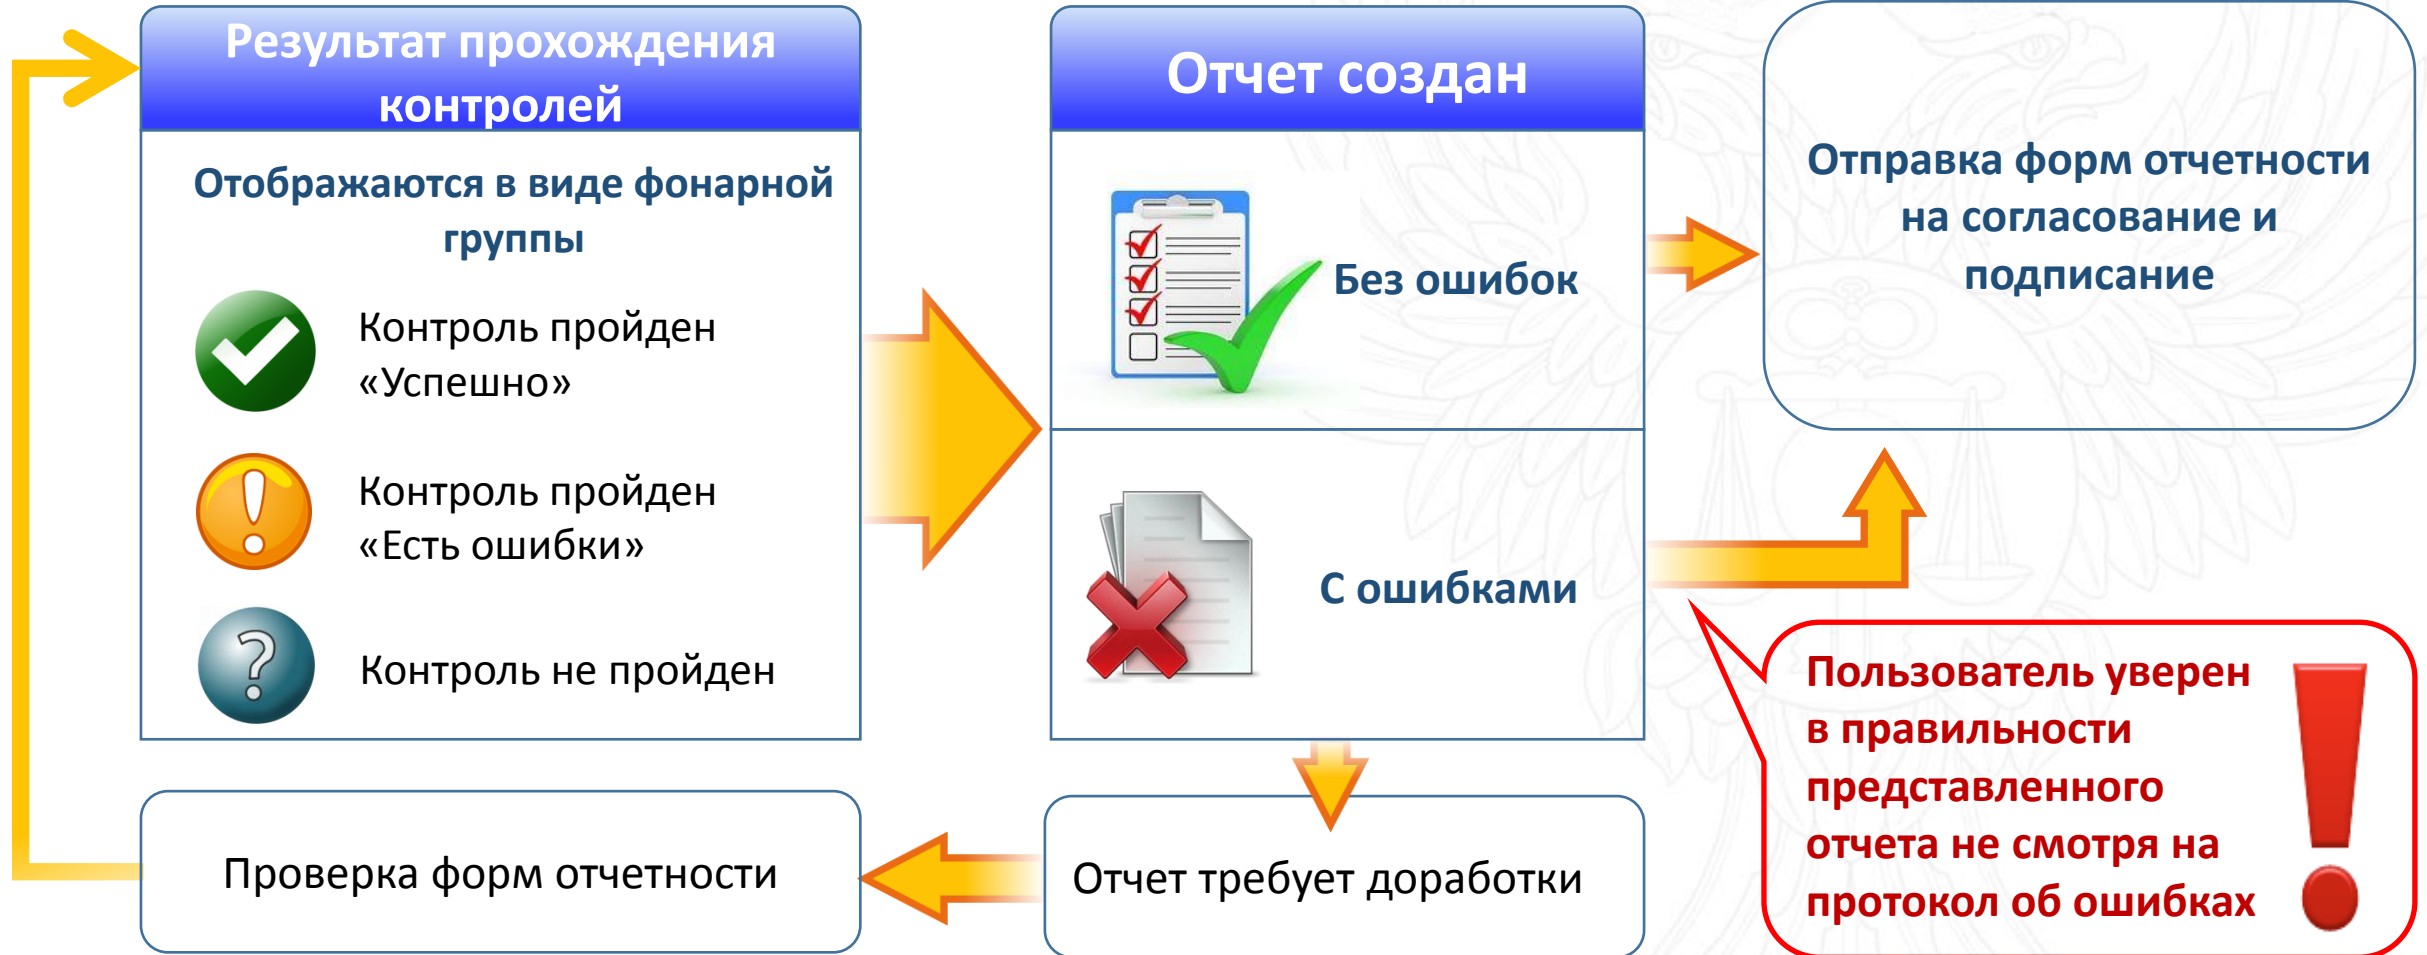 Результат прохождения
контролей
Отображаются в виде фонарной
группы
Контроль пройден
«Успешно»
Контроль пройден
«Есть ошибки»
Контроль не пройден
Отчет создан
Без ошибок
С ошибками
Отправка форм отчетности
на согласование и
подписание
Пользователь уверен
в правильности
представленного
отчета не смотря на
протокол об ошибках
Отчет требует доработки
Проверка форм отчетности